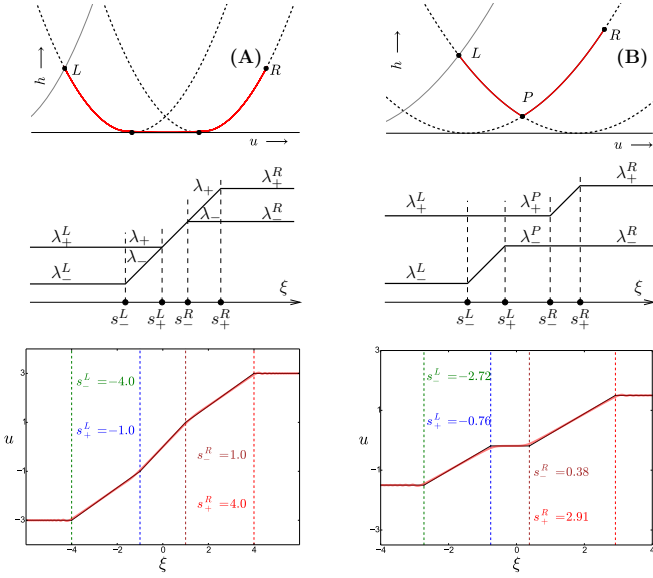 (A)
h
L
R
u
(B)
h
L
P
R
u
λ₊ᴿ
λ₊
λ₋ᴿ
λ₋
λ₊ᴸ
λ₊
λ₋
λ₋ᴸ
ξ
s₋ᴸ s₊ᴸ s₋ᴿ s₊ᴿ
λ₊ᴿ
λ₊ᴸ λ₊ᴾ
λ₋ᴾ λ₋ᴿ
λ₋ᴸ
ξ
s₋ᴸ s₊ᴸ s₋ᴿ s₊ᴿ
3
1
−1
−3
u
s₋ᴸ =−4.0
s₊ᴸ =−1.0
s₋ᴿ =1.0
s₊ᴿ =4.0
−4 −2 0 2 4
ξ
3
1
−1
−3
u
s₋ᴸ =−2.72
s₊ᴸ =−0.76
s₋ᴿ =0.38
s₊ᴿ =2.91
−4 −2 0 2 4
ξ